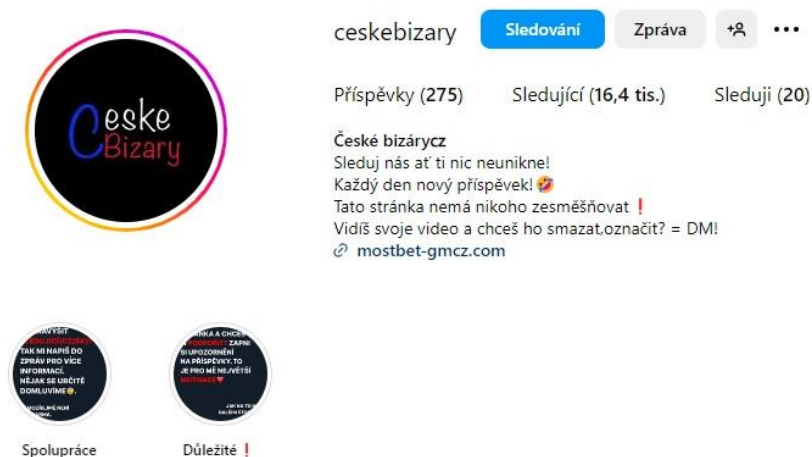 ceskebizary
Sledování
Zpráva
Příspěvky (275)
Sledující (16,4 tis.)
Sleduji (20)
Ceske
Bizary
České bizárycz
Sleduj nás ať ti nic neunikne!
Každý den nový příspěvek! 🤣
Tato stránka nemá nikoho zesměšňovat ❗
Vidíš svoje video a chceš ho smazat,označit? = DM!
mostbet-gmcz.com
TAK MI NAPIŠ DO
ZPRÁV PRO VÍCE
INFORMACÍ.
NĚJAK SE URČITĚ
DOMLUVÍME
A CHCEŠ
PODPOŘIT? ZAPNI
SI UPOZORNĚNÍ
NA PŘÍSPĚVKY. TO
JE PRO MĚ NEJVĚTŠÍ
MOTIVACE
Spolupráce
Důležité ❗